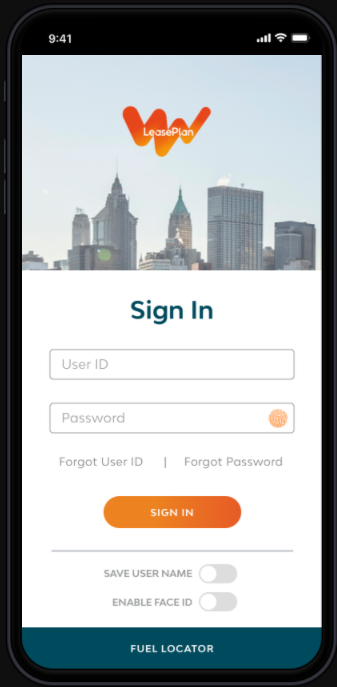 9:41
LeasePlan
Sign In
User ID
Password
Forgot User ID | Forgot Password
SIGN IN
SAVE USER NAME
ENABLE FACE ID
FUEL LOCATOR